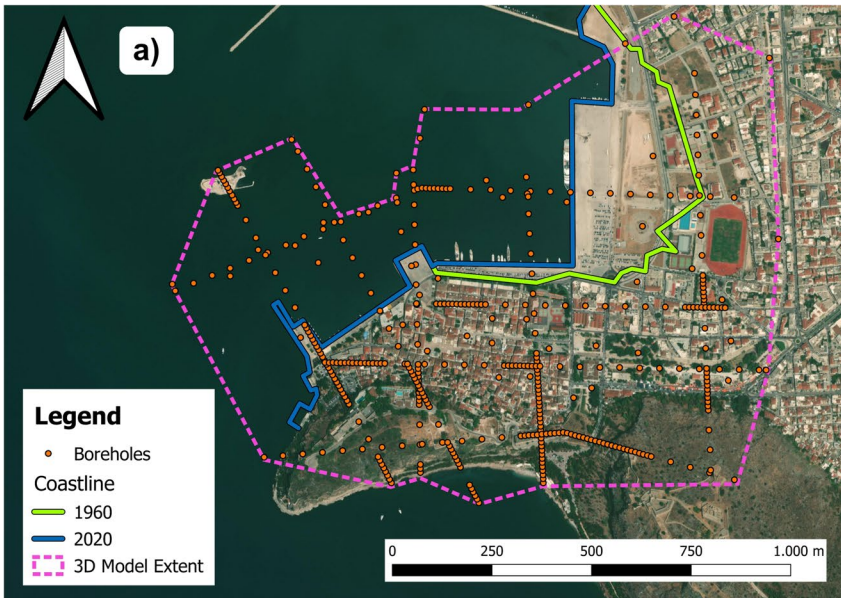 a)
Legend
Boreholes
Coastline
1960
2020
3D Model Extent
0 250 500 750 1.000 m